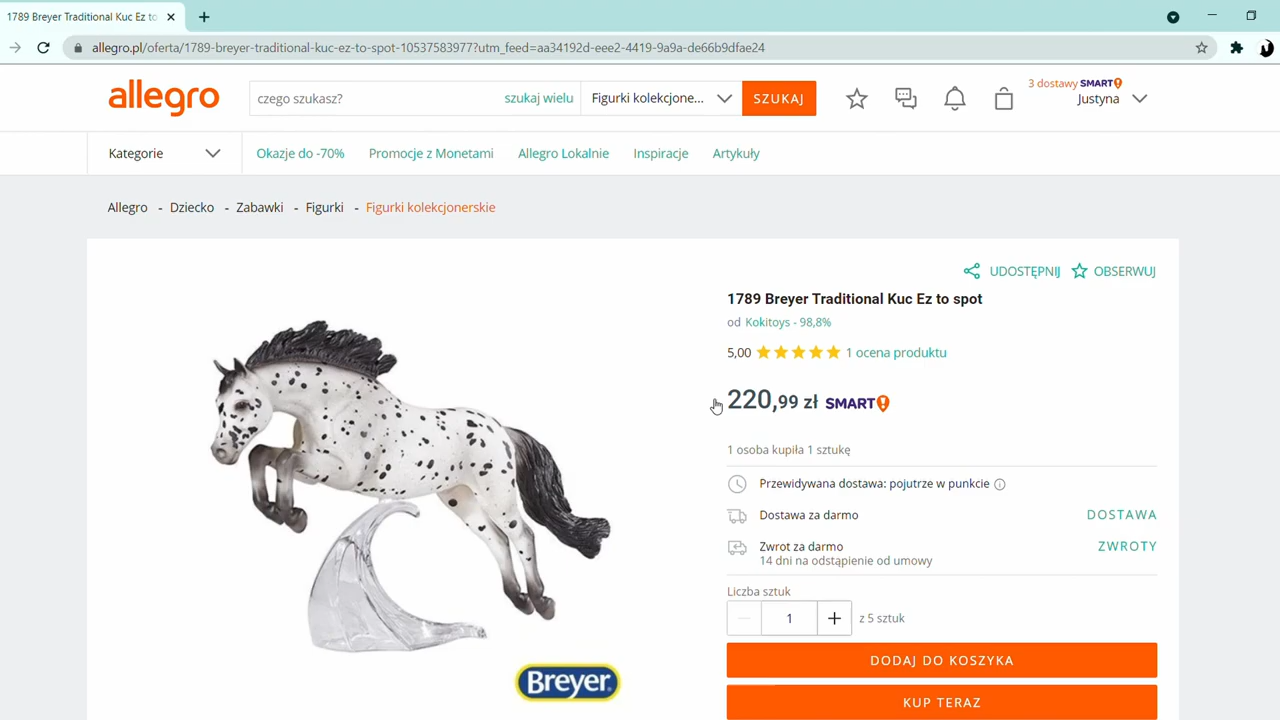 1789 Breyer Traditional Kuc Ez to
allegro.pl/oferta/1789-breyer-traditional-kuc-ez-to-spot-10537583977?utm_feed=aa34192d-eee2-4419-9a9a-de66b9dfae24
allegro
czego szukasz?
szukaj wielu
Figurki kolekcjone...
SZUKAJ
3 dostawy SMART!
Justyna
Kategorie
Okazje do -70%
Promocje z Monetami
Allegro Lokalnie
Inspiracje
Artykuły
Allegro - Dziecko - Zabawki - Figurki - Figurki kolekcjonerskie
UDOSTĘPNIJ
OBSERWUJ
1789 Breyer Traditional Kuc Ez to spot
od Kokitoys - 98,8%
5,00 1 ocena produktu
220,99 zł SMART!
1 osoba kupiła 1 sztukę
Przewidywana dostawa: pojutrze w punkcie
Dostawa za darmo
DOSTAWA
Zwrot za darmo
ZWROTY
14 dni na odstąpienie od umowy
Liczba sztuk
1
z 5 sztuk
DODAJ DO KOSZYKA
KUP TERAZ
Breyer